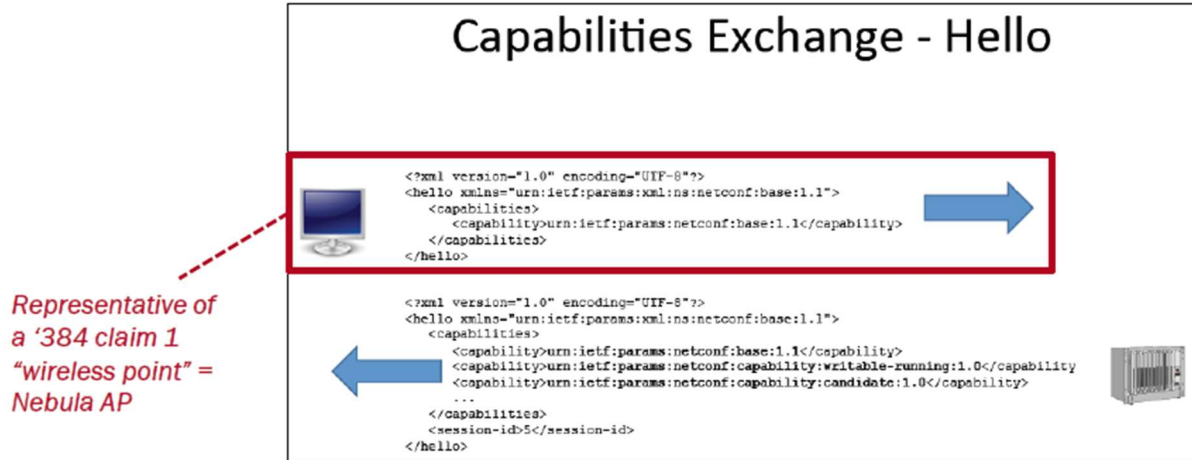 Capabilities Exchange - Hello
<?xml version="1.0" encoding="UTF-8"?>
<hello xmlns="urn:ietf:params:xml:ns:netconf:base:1.1">
<capabilities>
<capability>urn:ietf:params:netconf:base:1.1</capability>
</capabilities>
</hello>
Representative of
a ‘384 claim 1
“wireless point” =
Nebula AP
<?xml version="1.0" encoding="UTF-8"?>
<hello xmlns="urn:ietf:params:xml:ns:netconf:base:1.1">
<capabilities>
<capability>urn:ietf:params:netconf:base:1.1</capability>
<capability>urn:ietf:params:netconf:capability:writable-running:1.0</capability
<capability>urn:ietf:params:netconf:capability:candidate:1.0</capability>
...
</capabilities>
<session-id>5</session-id>
</hello>